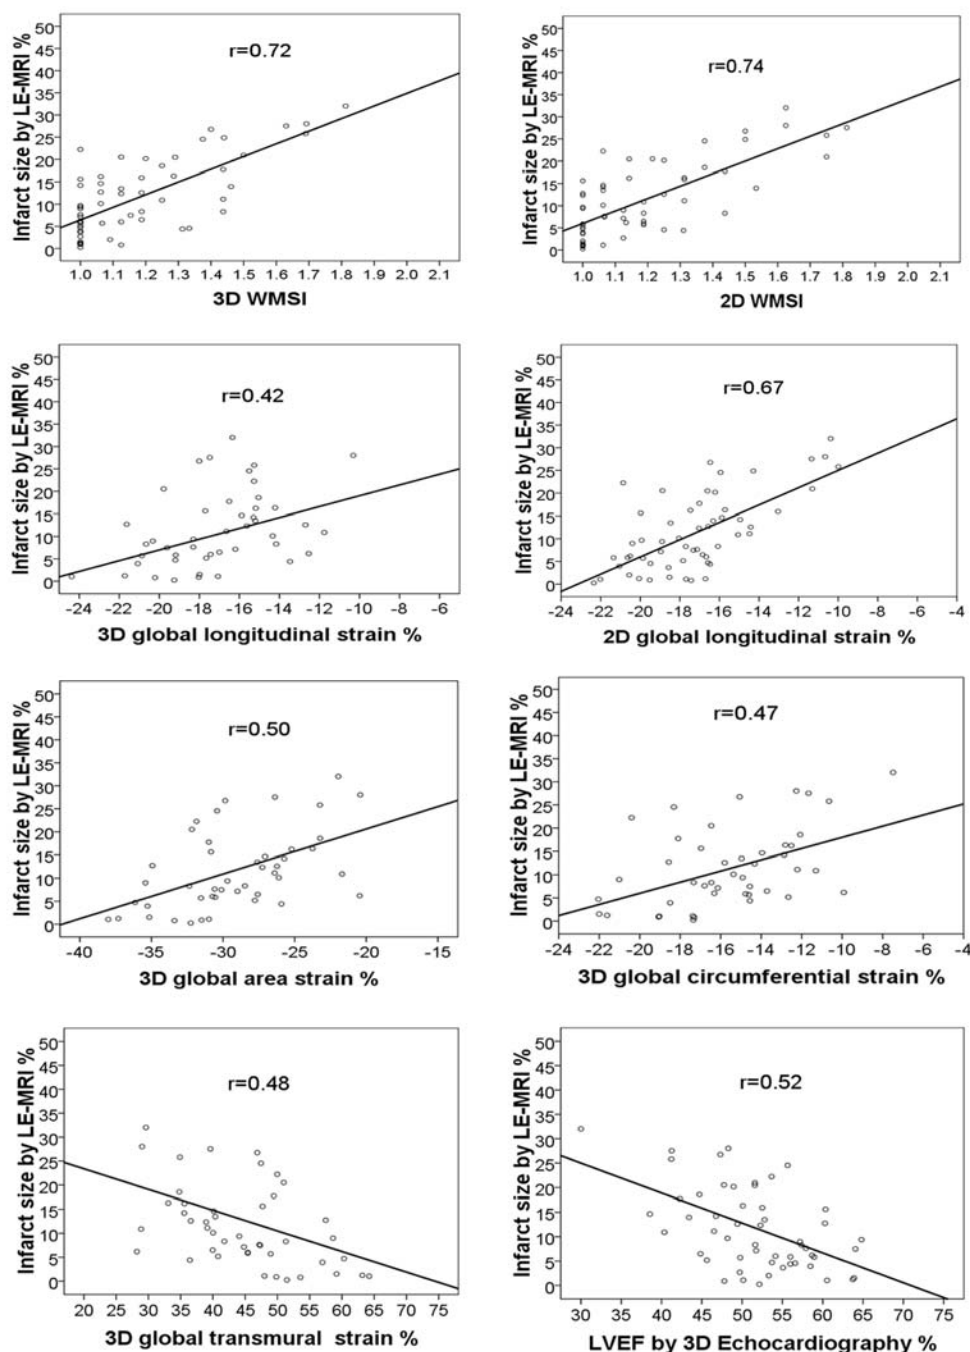 Infarct size by LE-MRI %
50
45
40
35
30
25
20
15
10
5
0
r=0.72
1.0 1.1 1.2 1.3 1.4 1.5 1.6 1.7 1.8 1.9 2.0 2.1
3D WMSI
Infarct size by LE-MRI %
50
45
40
35
30
25
20
15
10
5
0
r=0.74
1.0 1.1 1.2 1.3 1.4 1.5 1.6 1.7 1.8 1.9 2.0 2.1
2D WMSI
Infarct size by LE-MRI %
50
45
40
35
30
25
20
15
10
5
0
r=0.42
-24 -22 -20 -18 -16 -14 -12 -10 -8 -6
3D global longitudinal strain %
Infarct size by LE-MRI %
50
45
40
35
30
25
20
15
10
5
0
r=0.67
-24 -22 -20 -18 -16 -14 -12 -10 -8 -6 -4
2D global longitudinal strain %
Infarct size by LE-MRI %
50
45
40
35
30
25
20
15
10
5
0
r=0.50
-40 -35 -30 -25 -20 -15
3D global area strain %
Infarct size by LE-MRI %
50
45
40
35
30
25
20
15
10
5
0
r=0.47
-24 -22 -20 -18 -16 -14 -12 -10 -8 -6 -4
3D global circumferential strain %
Infarct size by LE-MRI %
50
45
40
35
30
25
20
15
10
5
0
r=0.48
20 25 30 35 40 45 50 55 60 65 70 75
3D global transmural strain %
Infarct size by LE-MRI %
50
45
40
35
30
25
20
15
10
5
0
r=0.52
30 35 40 45 50 55 60 65 70 75
LVEF by 3D Echocardiography %